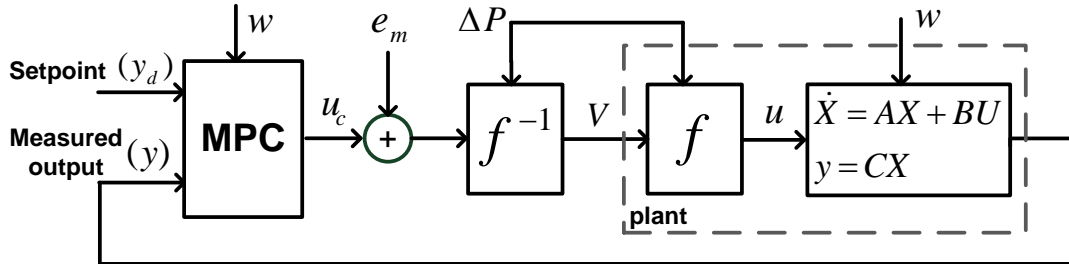 w
e_m
ΔP
w
Setpoint (y_d)
Measured output (y)
MPC
u_c
+
f⁻¹
V
f
u
Ẋ = AX + BU
y = CX
plant